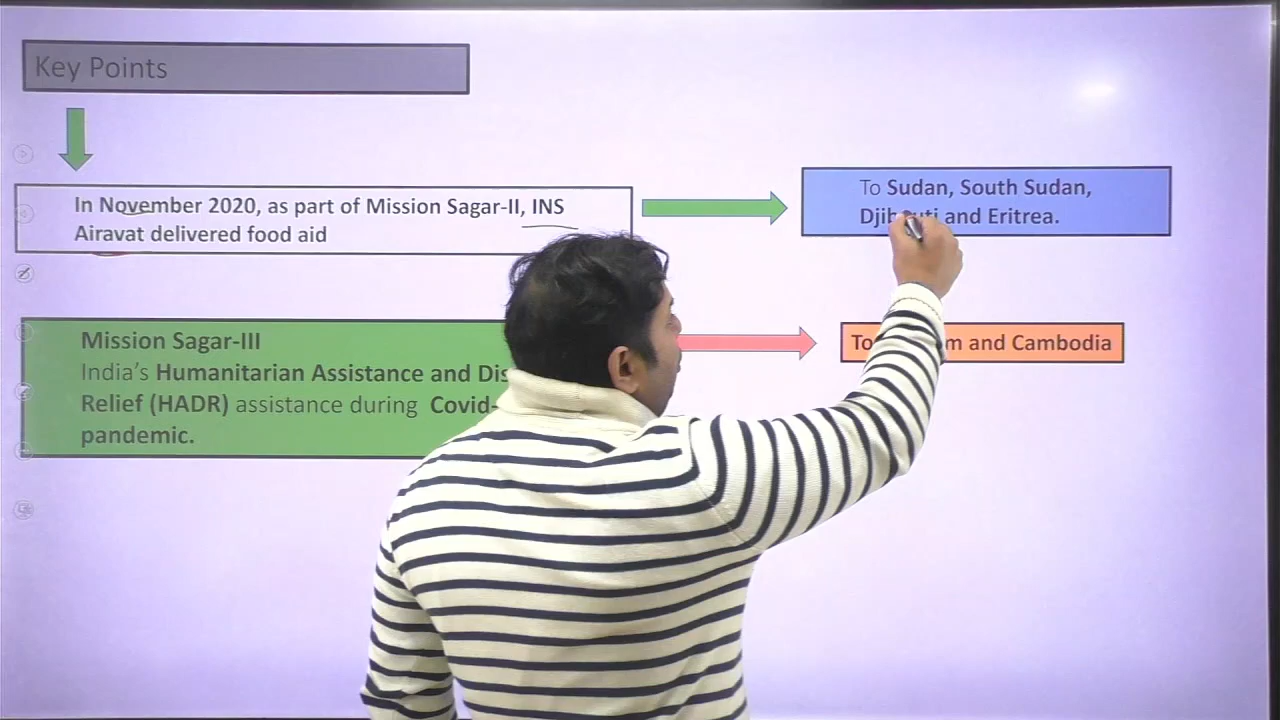 Key Points
In November 2020, as part of Mission Sagar-II, INS
Airavat delivered food aid
To Sudan, South Sudan,
and Eritrea.
Mission Sagar-III
India's Humanitarian Assistance and
Relief (HADR) assistance during Covid-
pandemic.
To and Cambodia